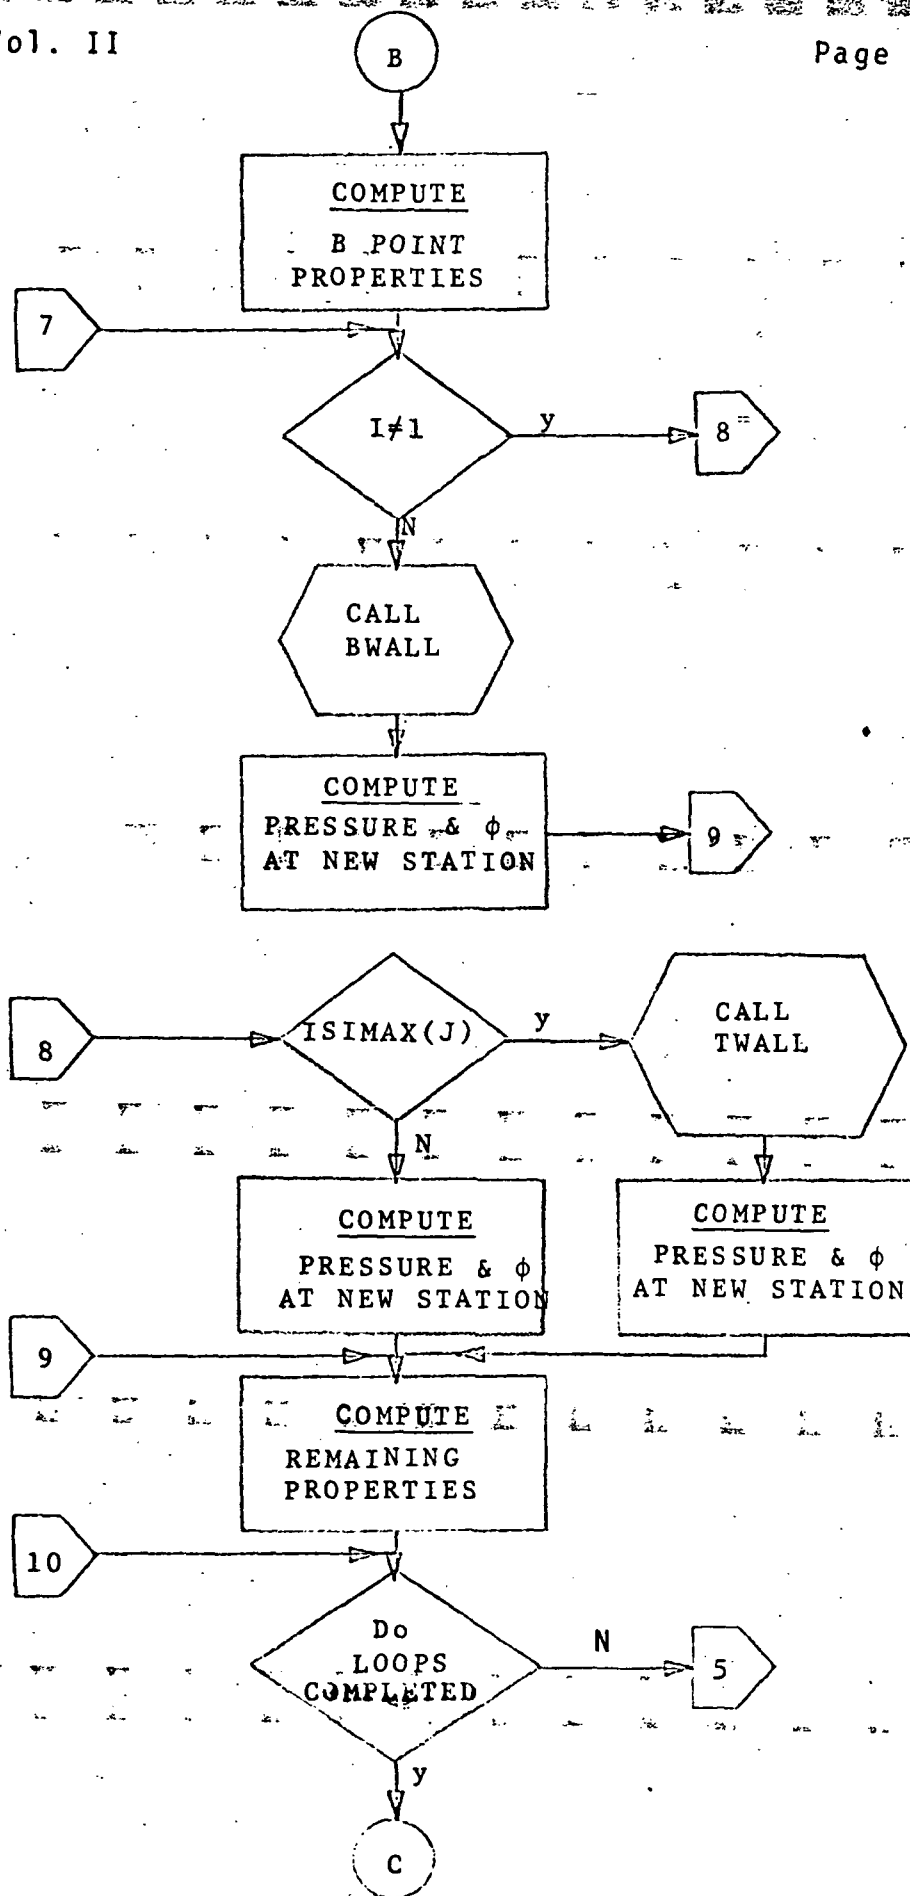 ol. II
Page
B
COMPUTE
B POINT
PROPERTIES
7
I≠1
y
8
N
CALL
BWALL
COMPUTE
PRESSURE & ϕ
AT NEW STATION
9
8
ISIMAX(J)
y
CALL
TWALL
N
COMPUTE
PRESSURE & ϕ
AT NEW STATION
COMPUTE
PRESSURE & ϕ
AT NEW STATION
9
COMPUTE
REMAINING
PROPERTIES
10
Do
LOOPS
COMPLETED
N
5
y
C